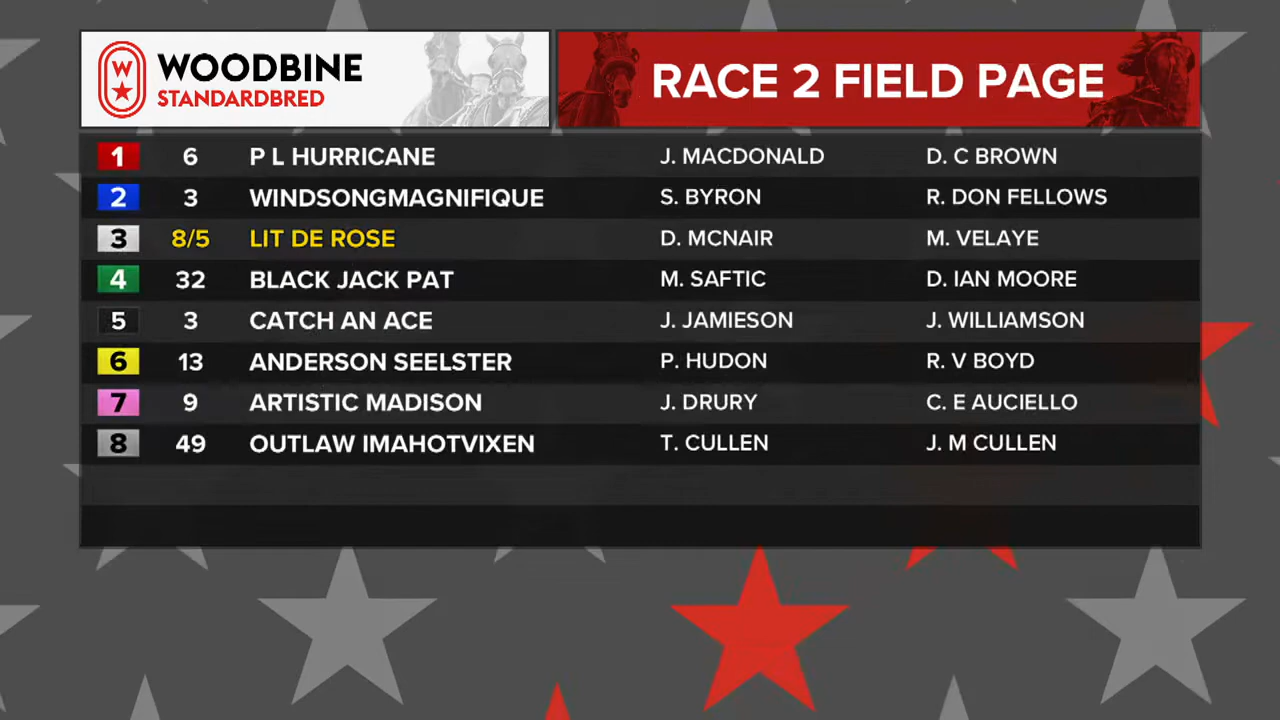 W
WOODBINE
STANDARDBRED
RACE 2 FIELD PAGE
1 6 P L HURRICANE J. MACDONALD D. C BROWN
2 3 WINDSONGMAGNIFIQUE S. BYRON R. DON FELLOWS
3 8/5 LIT DE ROSE D. MCNAIR M. VELAYE
4 32 BLACK JACK PAT M. SAFTIC D. IAN MOORE
5 3 CATCH AN ACE J. JAMIESON J. WILLIAMSON
6 13 ANDERSON SEELSTER P. HUDON R. V BOYD
7 9 ARTISTIC MADISON J. DRURY C. E AUCIELLO
8 49 OUTLAW IMAHOTVIXEN T. CULLEN J. M CULLEN